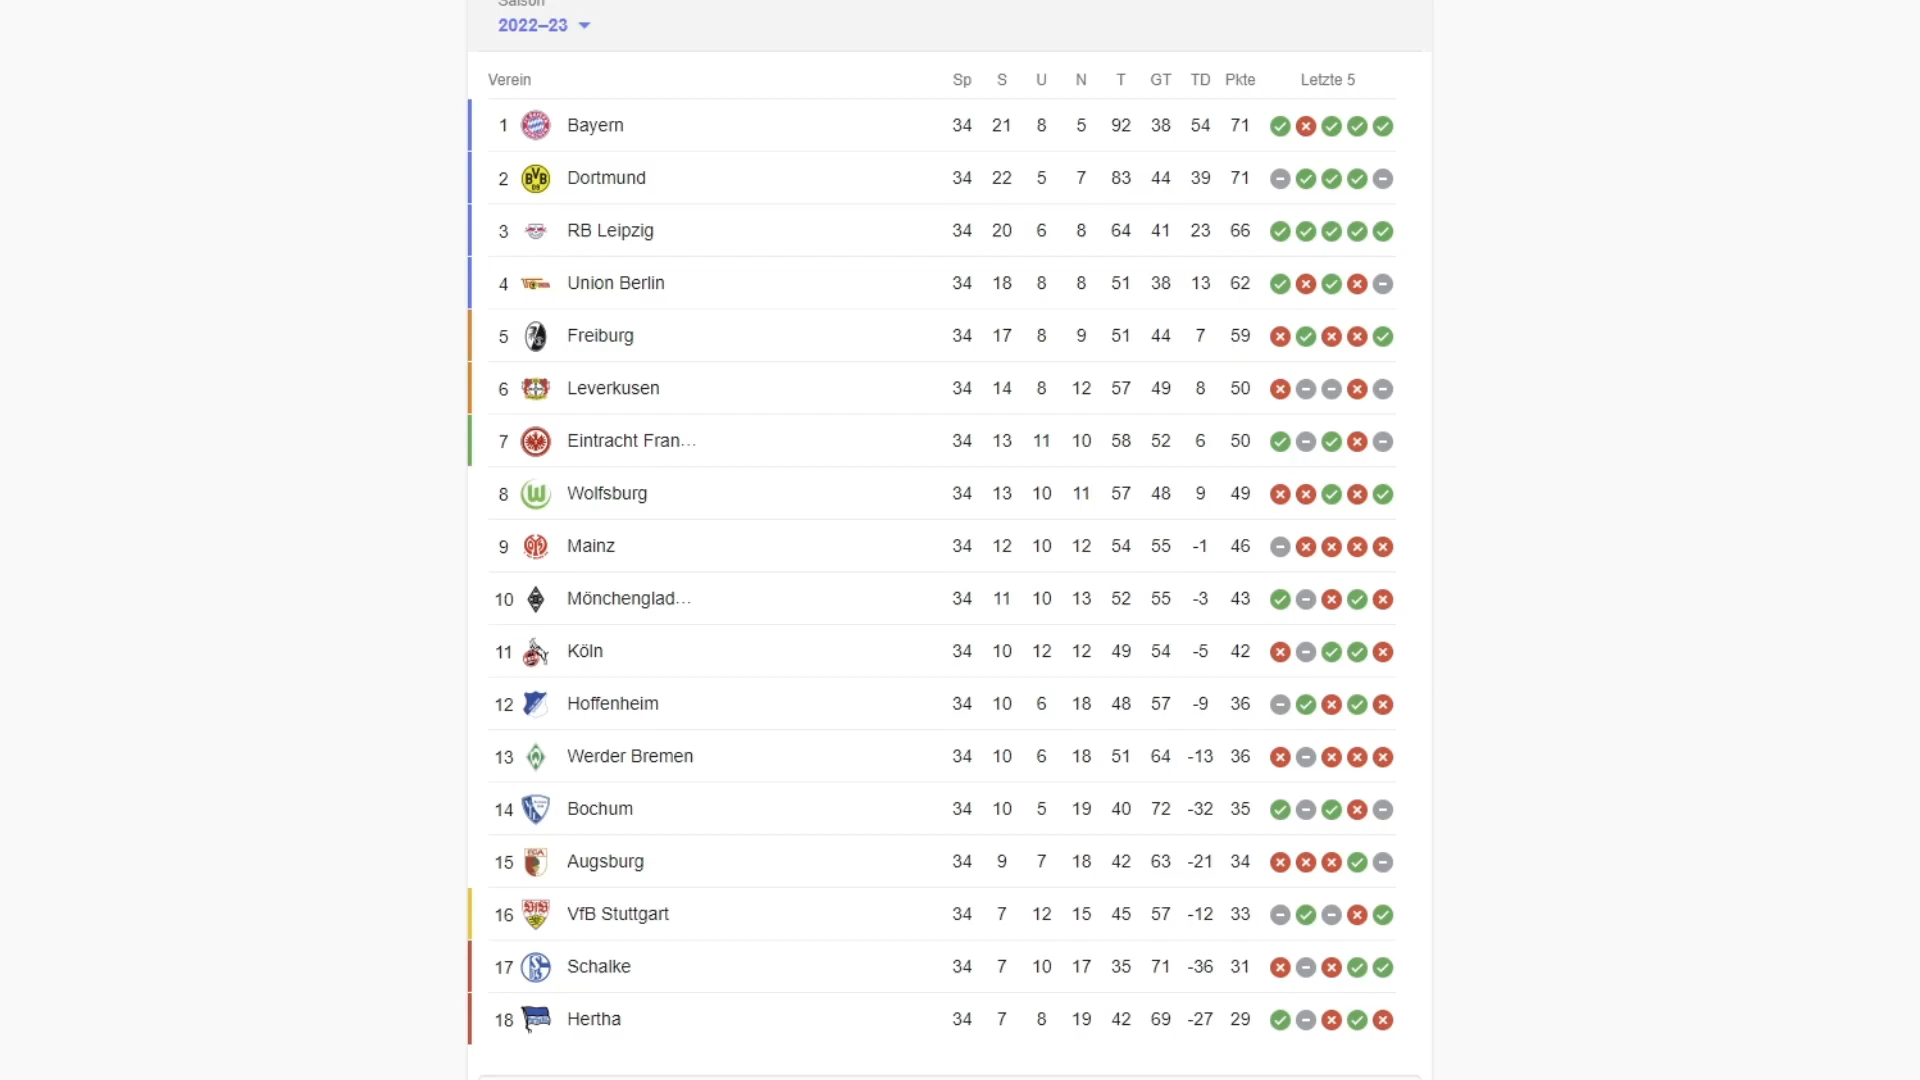 Saison
2022–23
Verein Sp S U N T GT TD Pkte Letzte 5
1 Bayern 34 21 8 5 92 38 54 71
2 BVB 09 Dortmund 34 22 5 7 83 44 39 71
3 RB Leipzig 34 20 6 8 64 41 23 66
4 Union Berlin 34 18 8 8 51 38 13 62
5 Freiburg 34 17 8 9 51 44 7 59
6 Leverkusen 34 14 8 12 57 49 8 50
7 Eintracht Fran... 34 13 11 10 58 52 6 50
8 W Wolfsburg 34 13 10 11 57 48 9 49
9 Mainz 34 12 10 12 54 55 -1 46
10 Mönchenglad... 34 11 10 13 52 55 -3 43
11 Köln 34 10 12 12 49 54 -5 42
12 Hoffenheim 34 10 6 18 48 57 -9 36
13 W Werder Bremen 34 10 6 18 51 64 -13 36
14 Bochum 34 10 5 19 40 72 -32 35
15 FCA Augsburg 34 9 7 18 42 63 -21 34
16 VfB VfB Stuttgart 34 7 12 15 45 57 -12 33
17 Schalke 34 7 10 17 35 71 -36 31
18 Hertha 34 7 8 19 42 69 -27 29